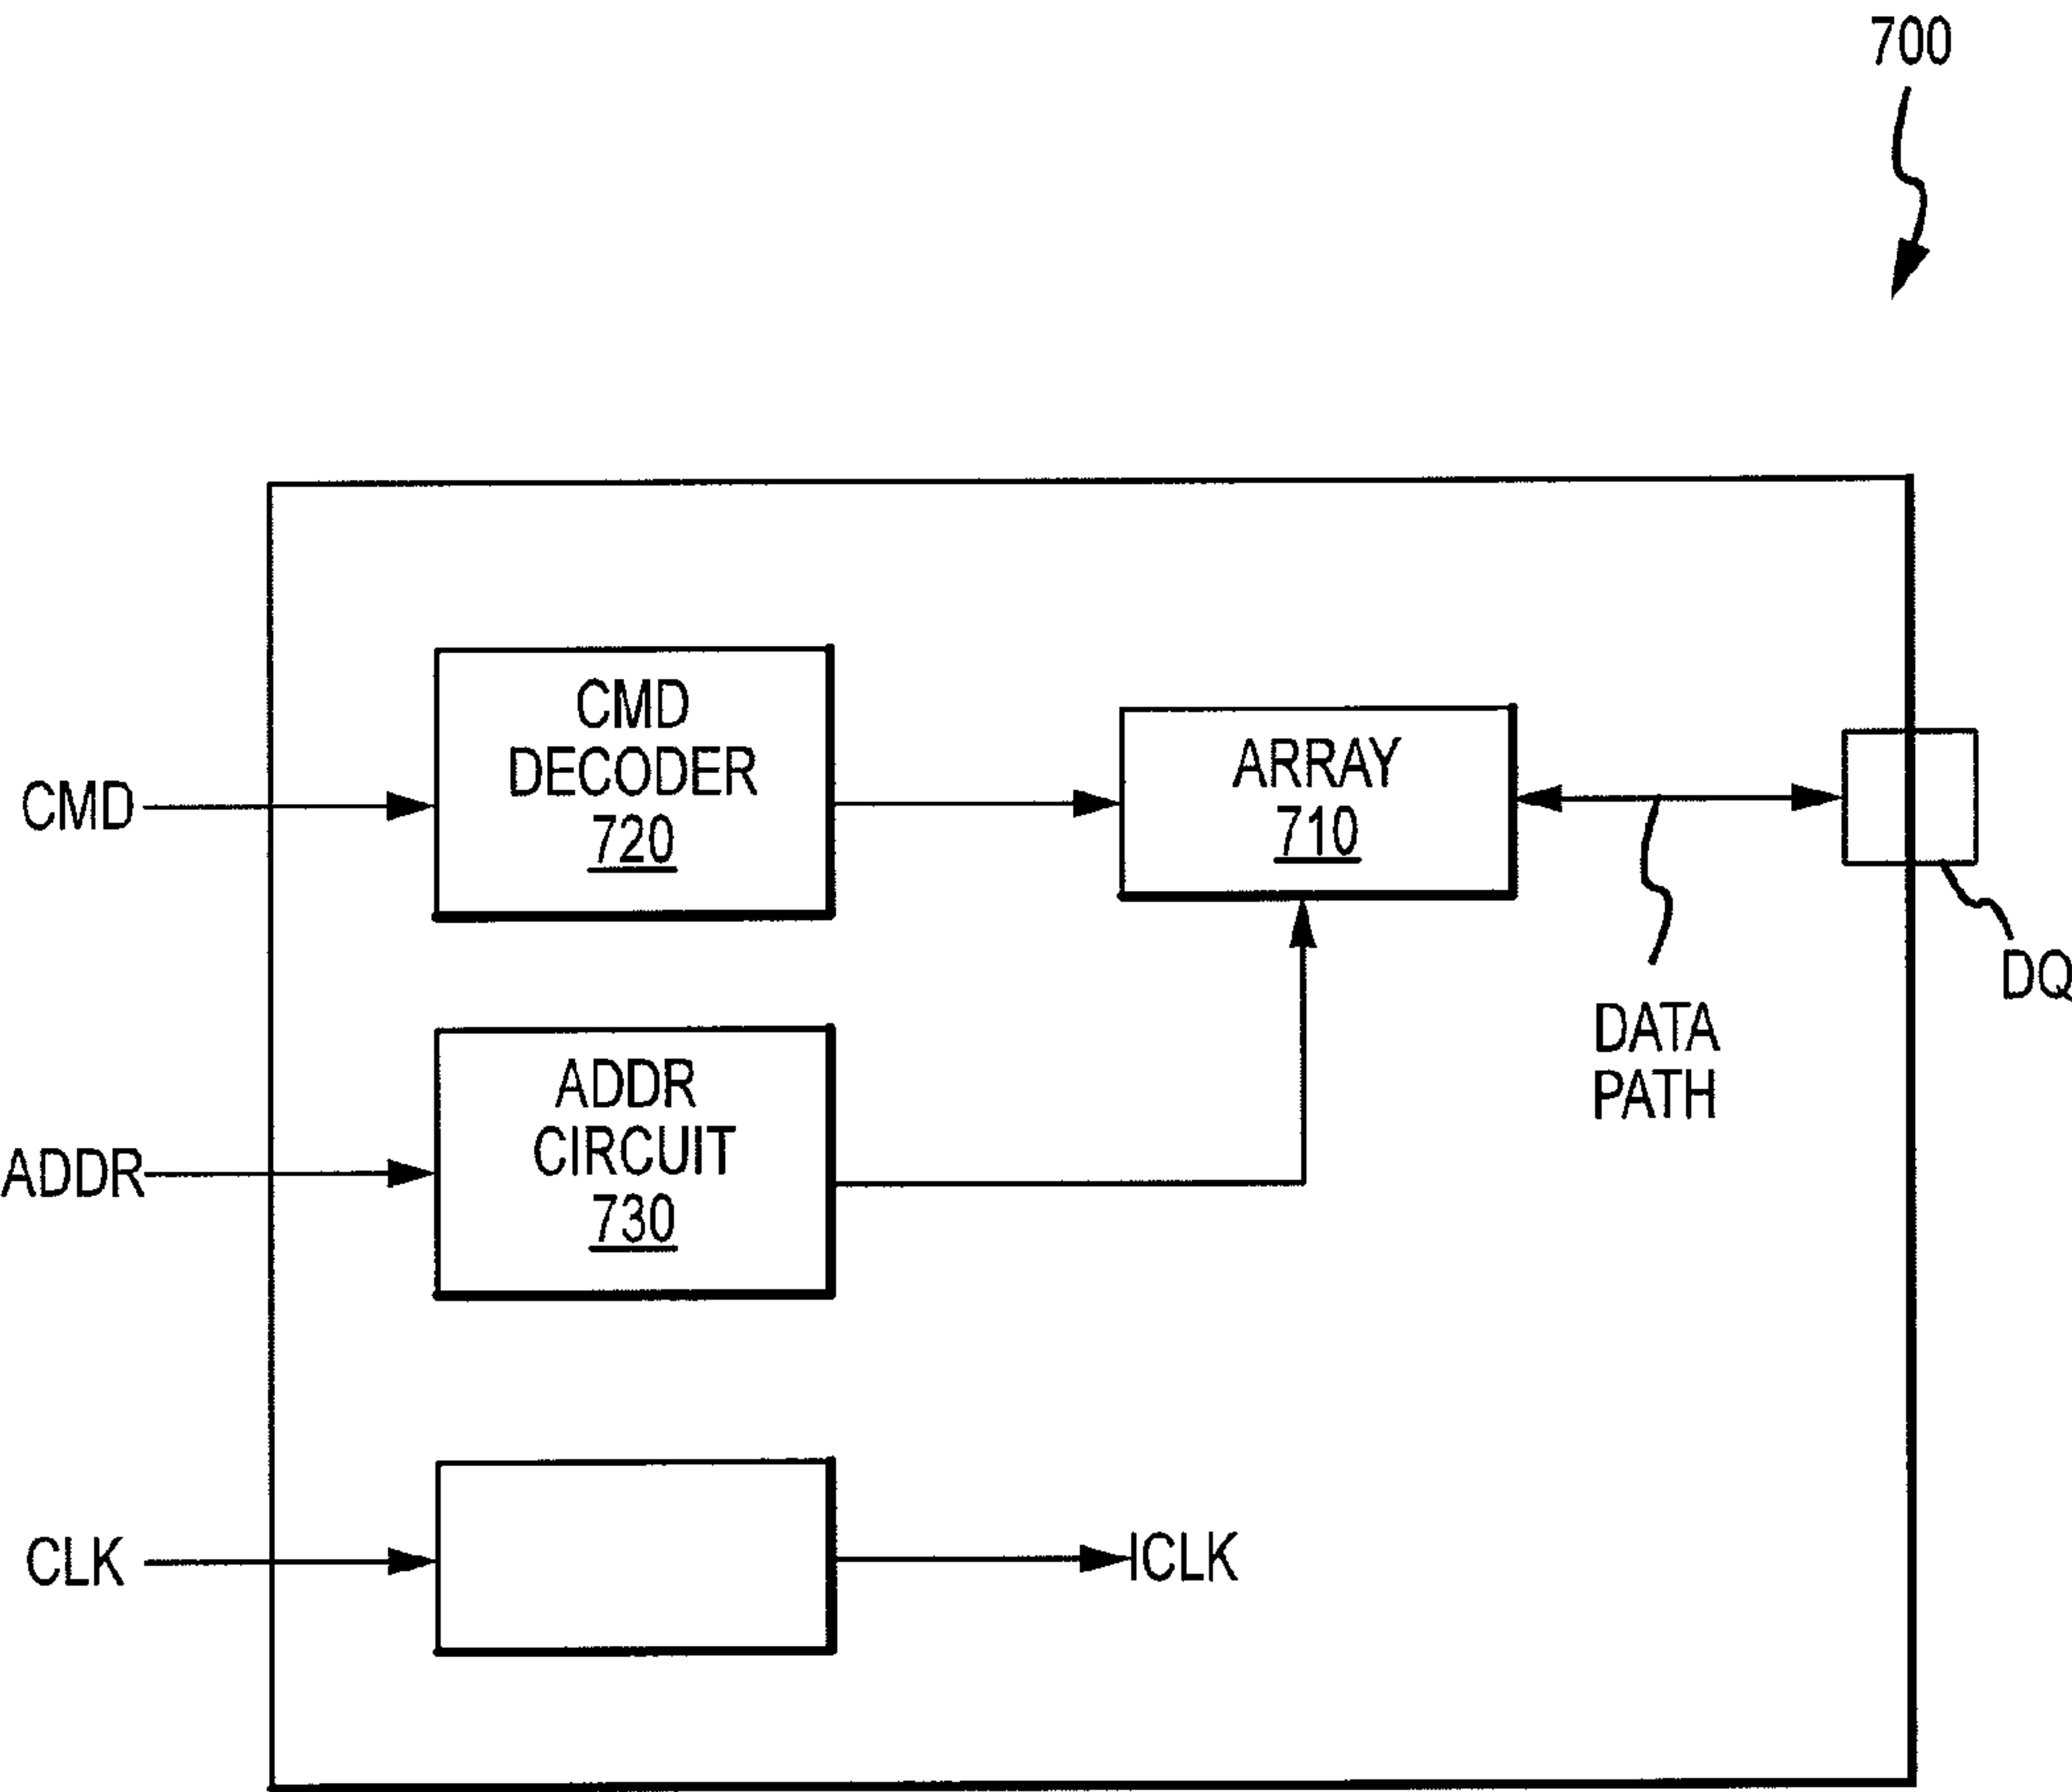 700
CMD
DECODER
720
CMD
ARRAY
710
DQ
DATA
PATH
ADDR
CIRCUIT
730
ADDR
CLK
ICLK